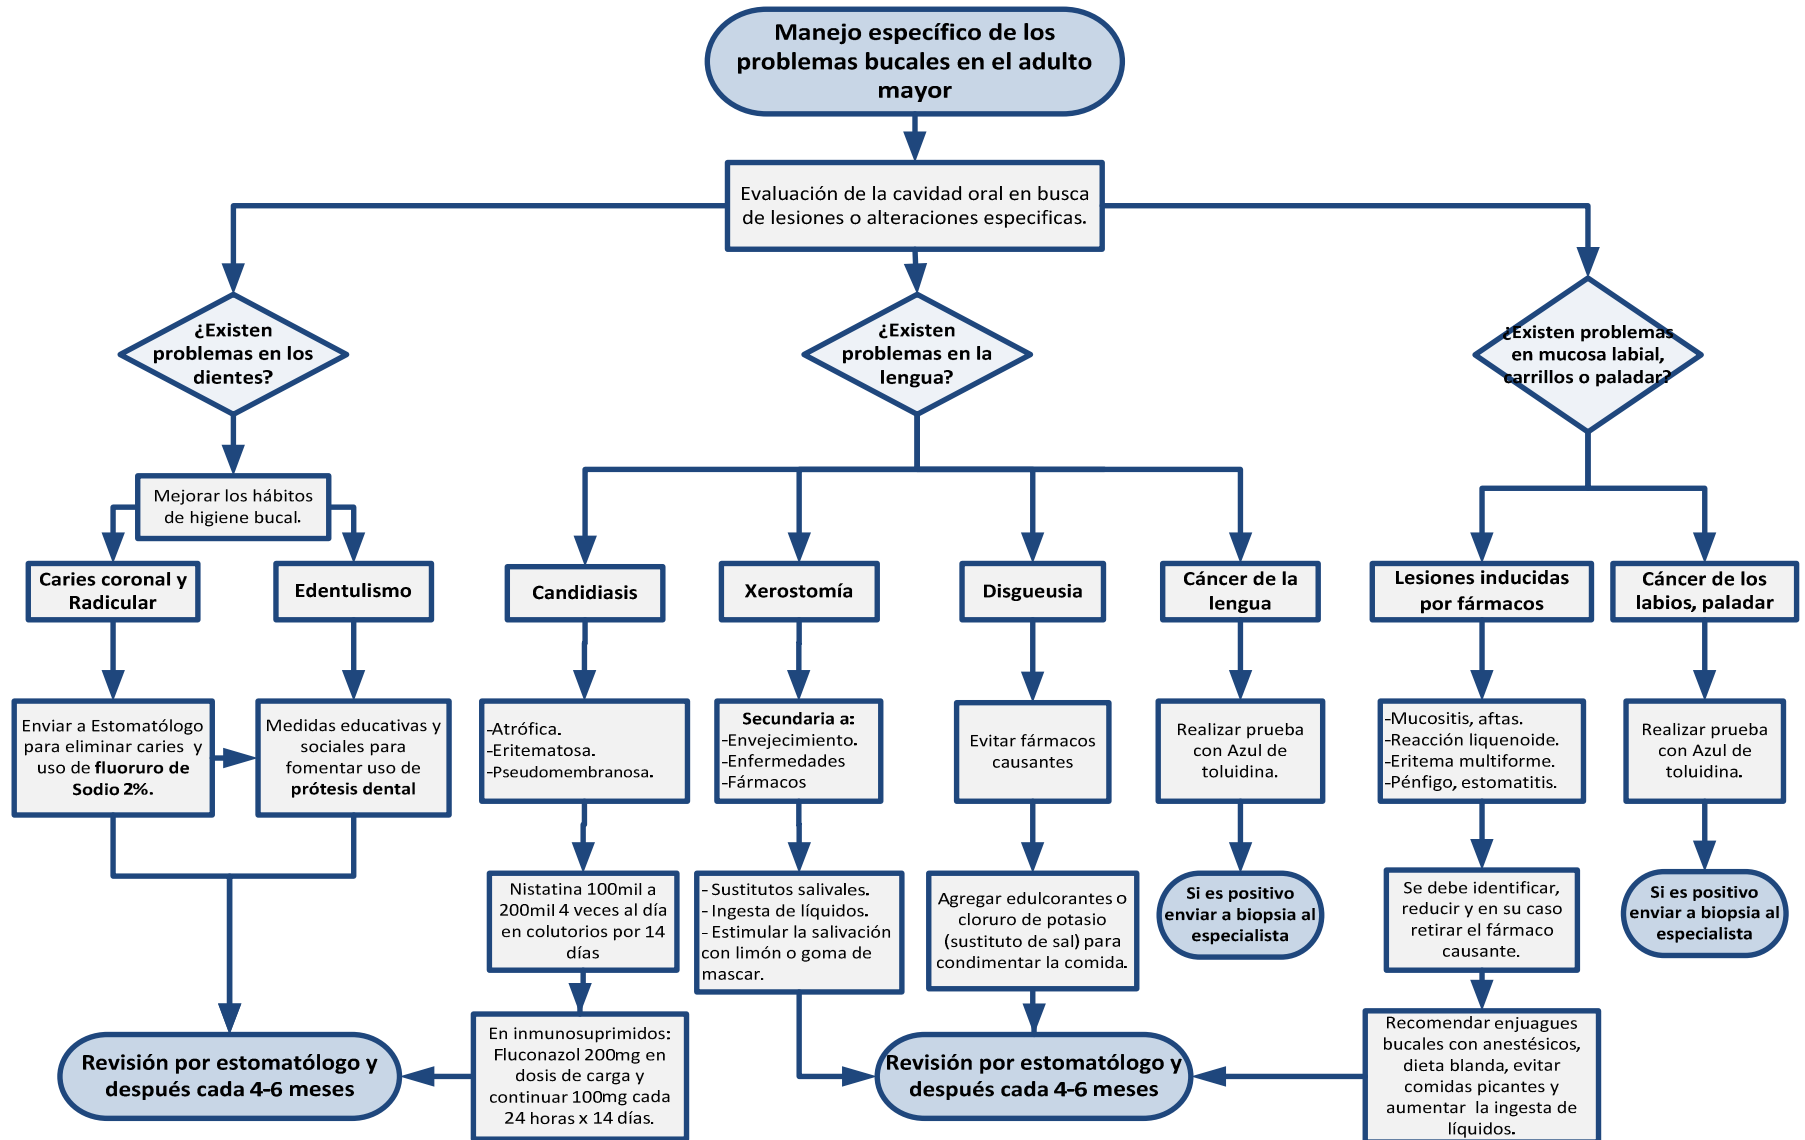 Manejo específico de los
problemas bucales en el adulto
mayor
Evaluación de la cavidad oral en busca
de lesiones o alteraciones especificas.
¿Existen
problemas en los
dientes?
¿Existen
problemas en la
lengua?
¿Existen problemas
en mucosa labial,
carrillos o paladar?
Mejorar los hábitos
de higiene bucal.
Caries coronal y
Radicular
Edentulismo
Candidiasis
Xerostomía
Disgueusia
Cáncer de la
lengua
Lesiones inducidas
por fármacos
Cáncer de los
labios, paladar
Enviar a Estomatólogo
para eliminar caries y
uso de fluoruro de
Sodio 2%.
Medidas educativas y
sociales para
fomentar uso de
prótesis dental
-Atrófica.
-Eritematosa.
-Pseudomembranosa.
Secundaria a:
-Envejecimiento.
-Enfermedades
-Fármacos
Evitar fármacos
causantes
Realizar prueba
con Azul de
toluidina.
-Mucositis, aftas.
-Reacción liquenoide.
-Eritema multiforme.
-Pénfigo, estomatitis.
Realizar prueba
con Azul de
toluidina.
Nistatina 100mil a
200mil 4 veces al día
en colutorios por 14
días
- Sustitutos salivales.
- Ingesta de líquidos.
- Estimular la salivación
con limón o goma de
mascar.
Agregar edulcorantes o
cloruro de potasio
(sustituto de sal) para
condimentar la comida.
Si es positivo
enviar a biopsia al
especialista
Se debe identificar,
reducir y en su caso
retirar el fármaco
causante.
Si es positivo
enviar a biopsia al
especialista
Revisión por estomatólogo y
después cada 4-6 meses
En inmunosuprimidos:
Fluconazol 200mg en
dosis de carga y
continuar 100mg cada
24 horas x 14 días.
Revisión por estomatólogo y
después cada 4-6 meses
Recomendar enjuagues
bucales con anestésicos,
dieta blanda, evitar
comidas picantes y
aumentar la ingesta de
líquidos.